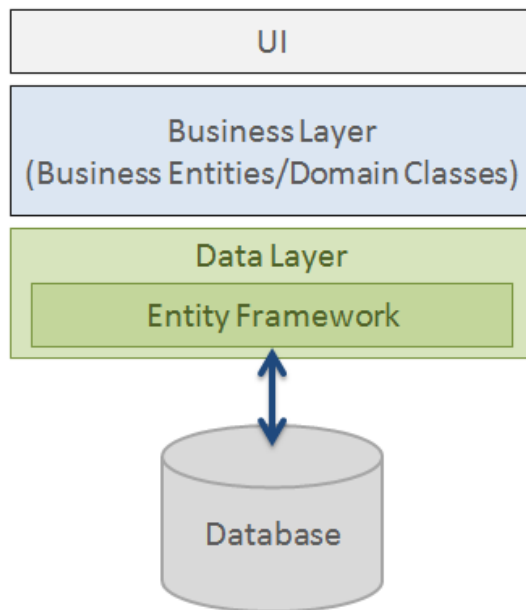 UI
Business Layer
(Business Entities/Domain Classes)
Data Layer
Entity Framework
Database